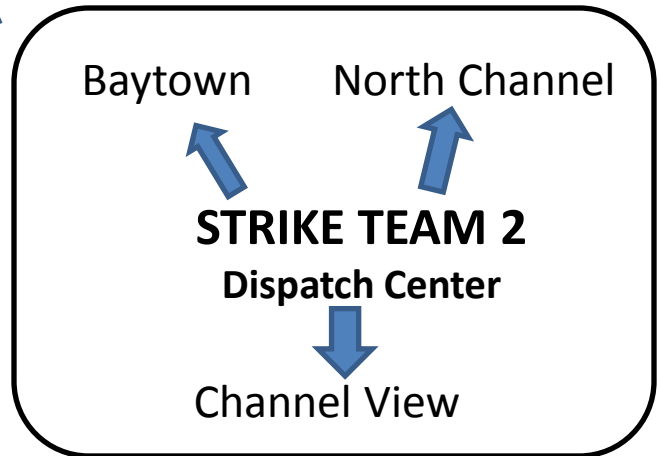 Baytown North Channel
STRIKE TEAM 2
Dispatch Center
Channel View